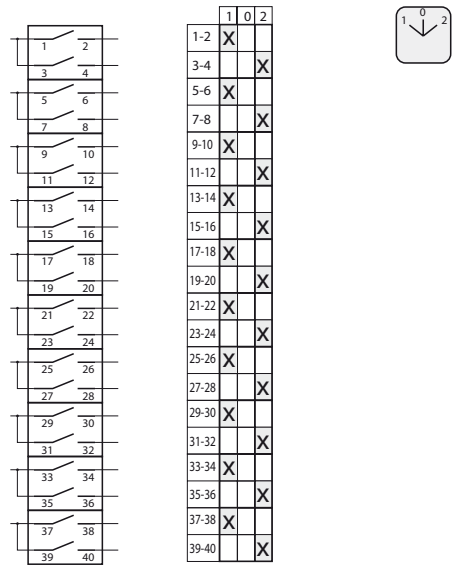 1 0 2
1 0 2
1 2
3 4
5 6
7 8
9 10
11 12
13 14
15 16
17 18
19 20
21 22
23 24
25 26
27 28
29 30
31 32
33 34
35 36
37 38
39 40
1-2 X
3-4 X
5-6 X
7-8 X
9-10 X
11-12 X
13-14 X
15-16 X
17-18 X
19-20 X
21-22 X
23-24 X
25-26 X
27-28 X
29-30 X
31-32 X
33-34 X
35-36 X
37-38 X
39-40 X